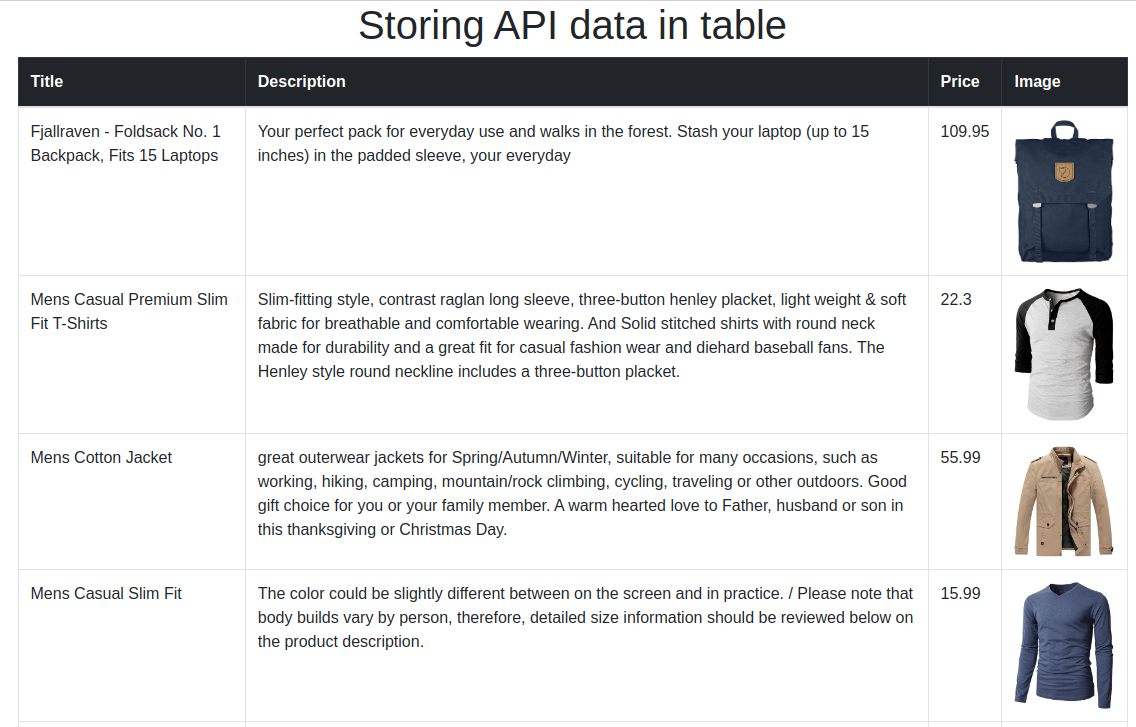 Storing API data in table
Title Description Price Image
Fjallraven - Foldsack No. 1
Backpack, Fits 15 Laptops
Your perfect pack for everyday use and walks in the forest. Stash your laptop (up to 15
inches) in the padded sleeve, your everyday
109.95
Mens Casual Premium Slim
Fit T-Shirts
Slim-fitting style, contrast raglan long sleeve, three-button henley placket, light weight & soft
fabric for breathable and comfortable wearing. And Solid stitched shirts with round neck
made for durability and a great fit for casual fashion wear and diehard baseball fans. The
Henley style round neckline includes a three-button placket.
22.3
Mens Cotton Jacket
great outerwear jackets for Spring/Autumn/Winter, suitable for many occasions, such as
working, hiking, camping, mountain/rock climbing, cycling, traveling or other outdoors. Good
gift choice for you or your family member. A warm hearted love to Father, husband or son in
this thanksgiving or Christmas Day.
55.99
Mens Casual Slim Fit
The color could be slightly different between on the screen and in practice. / Please note that
body builds vary by person, therefore, detailed size information should be reviewed below on
the product description.
15.99